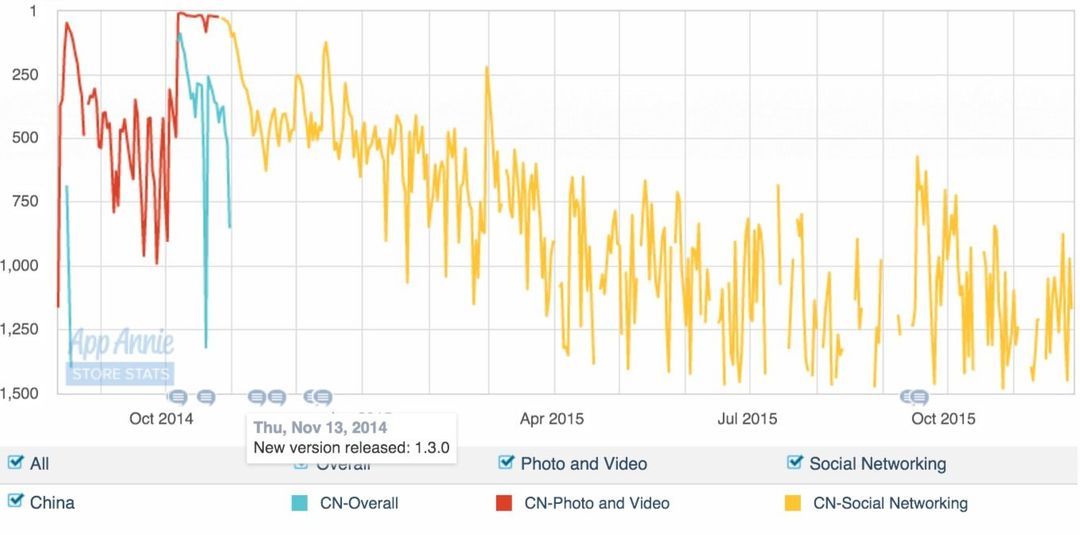 1
250
500
750
1,000
1,250
1,500
App Annie
STORE STATS
Oct 2014
Apr 2015
Jul 2015
Oct 2015
Thu, Nov 13, 2014
New version released: 1.3.0
All
Overall
Photo and Video
Social Networking
China
CN-Overall
CN-Photo and Video
CN-Social Networking